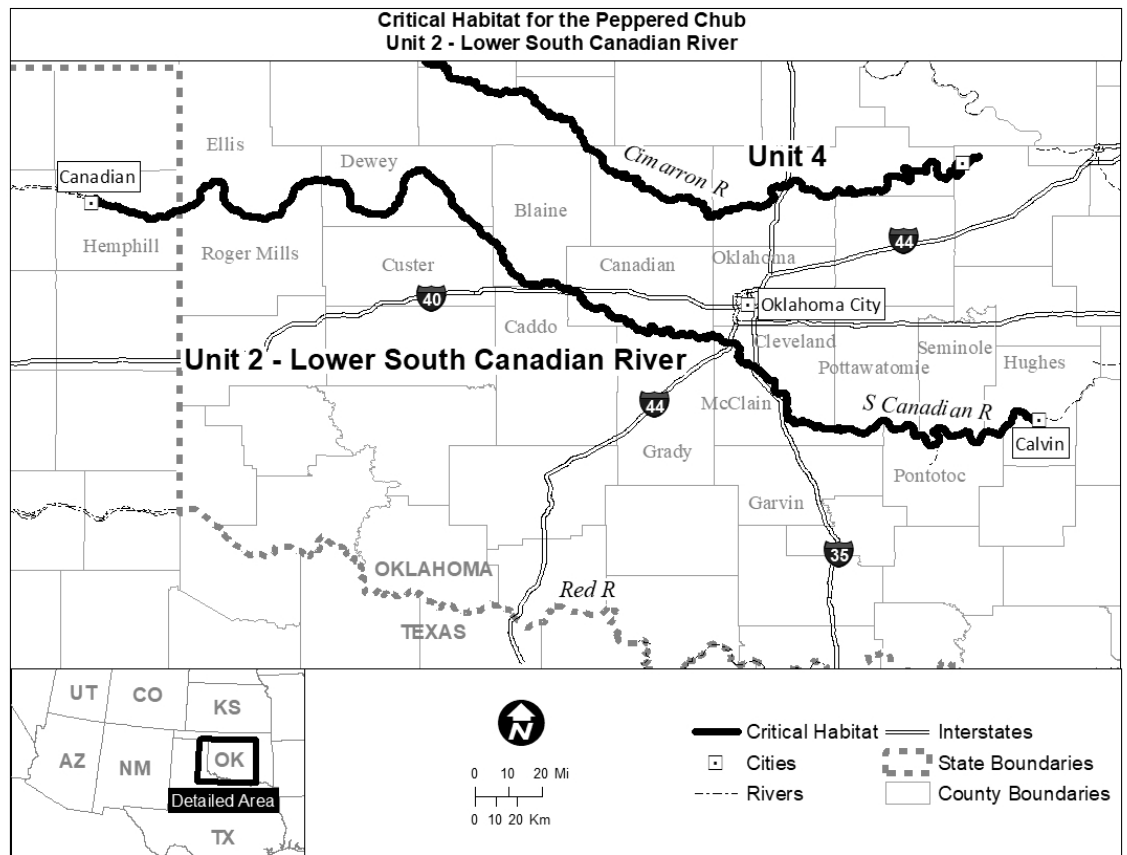 Critical Habitat for the Peppered Chub
Unit 2 - Lower South Canadian River
Ellis
Dewey
Cimarron R
Unit 4
Canadian
Blaine
Hemphill
Roger Mills
Custer
Canadian
Oklahoma
44
40
Oklahoma City
Caddo
Cleveland
Seminole
Unit 2 - Lower South Canadian River
Pottawatomie
Hughes
44
McClain
S Canadian R
Calvin
Grady
Pontotoc
Garvin
35
OKLAHOMA
Red R
TEXAS
UT
CO
KS
AZ
NM
OK
Detailed Area
TX
N
0 10 20 Mi
0 10 20 Km
Critical Habitat
Interstates
Cities
State Boundaries
Rivers
County Boundaries